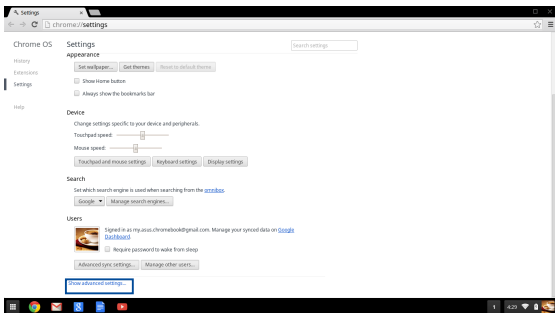 Settings
chrome://settings
Chrome OS
Settings
Search settings
History
Extensions
Settings
Help
Appearance
Set wallpaper... Get themes Reset to default theme
Show Home button
Always show the bookmarks bar
Device
Change settings specific to your device and peripherals.
Touchpad speed:
Mouse speed:
Touchpad and mouse settings Keyboard settings Display settings
Search
Set which search engine is used when searching from the omnibox.
Google Manage search engines...
Users
Signed in as my.asus.chromebook@gmail.com. Manage your synced data on Google
Dashboard.
Require password to wake from sleep
Advanced sync settings... Manage other users...
Show advanced settings...
8
1 4:29